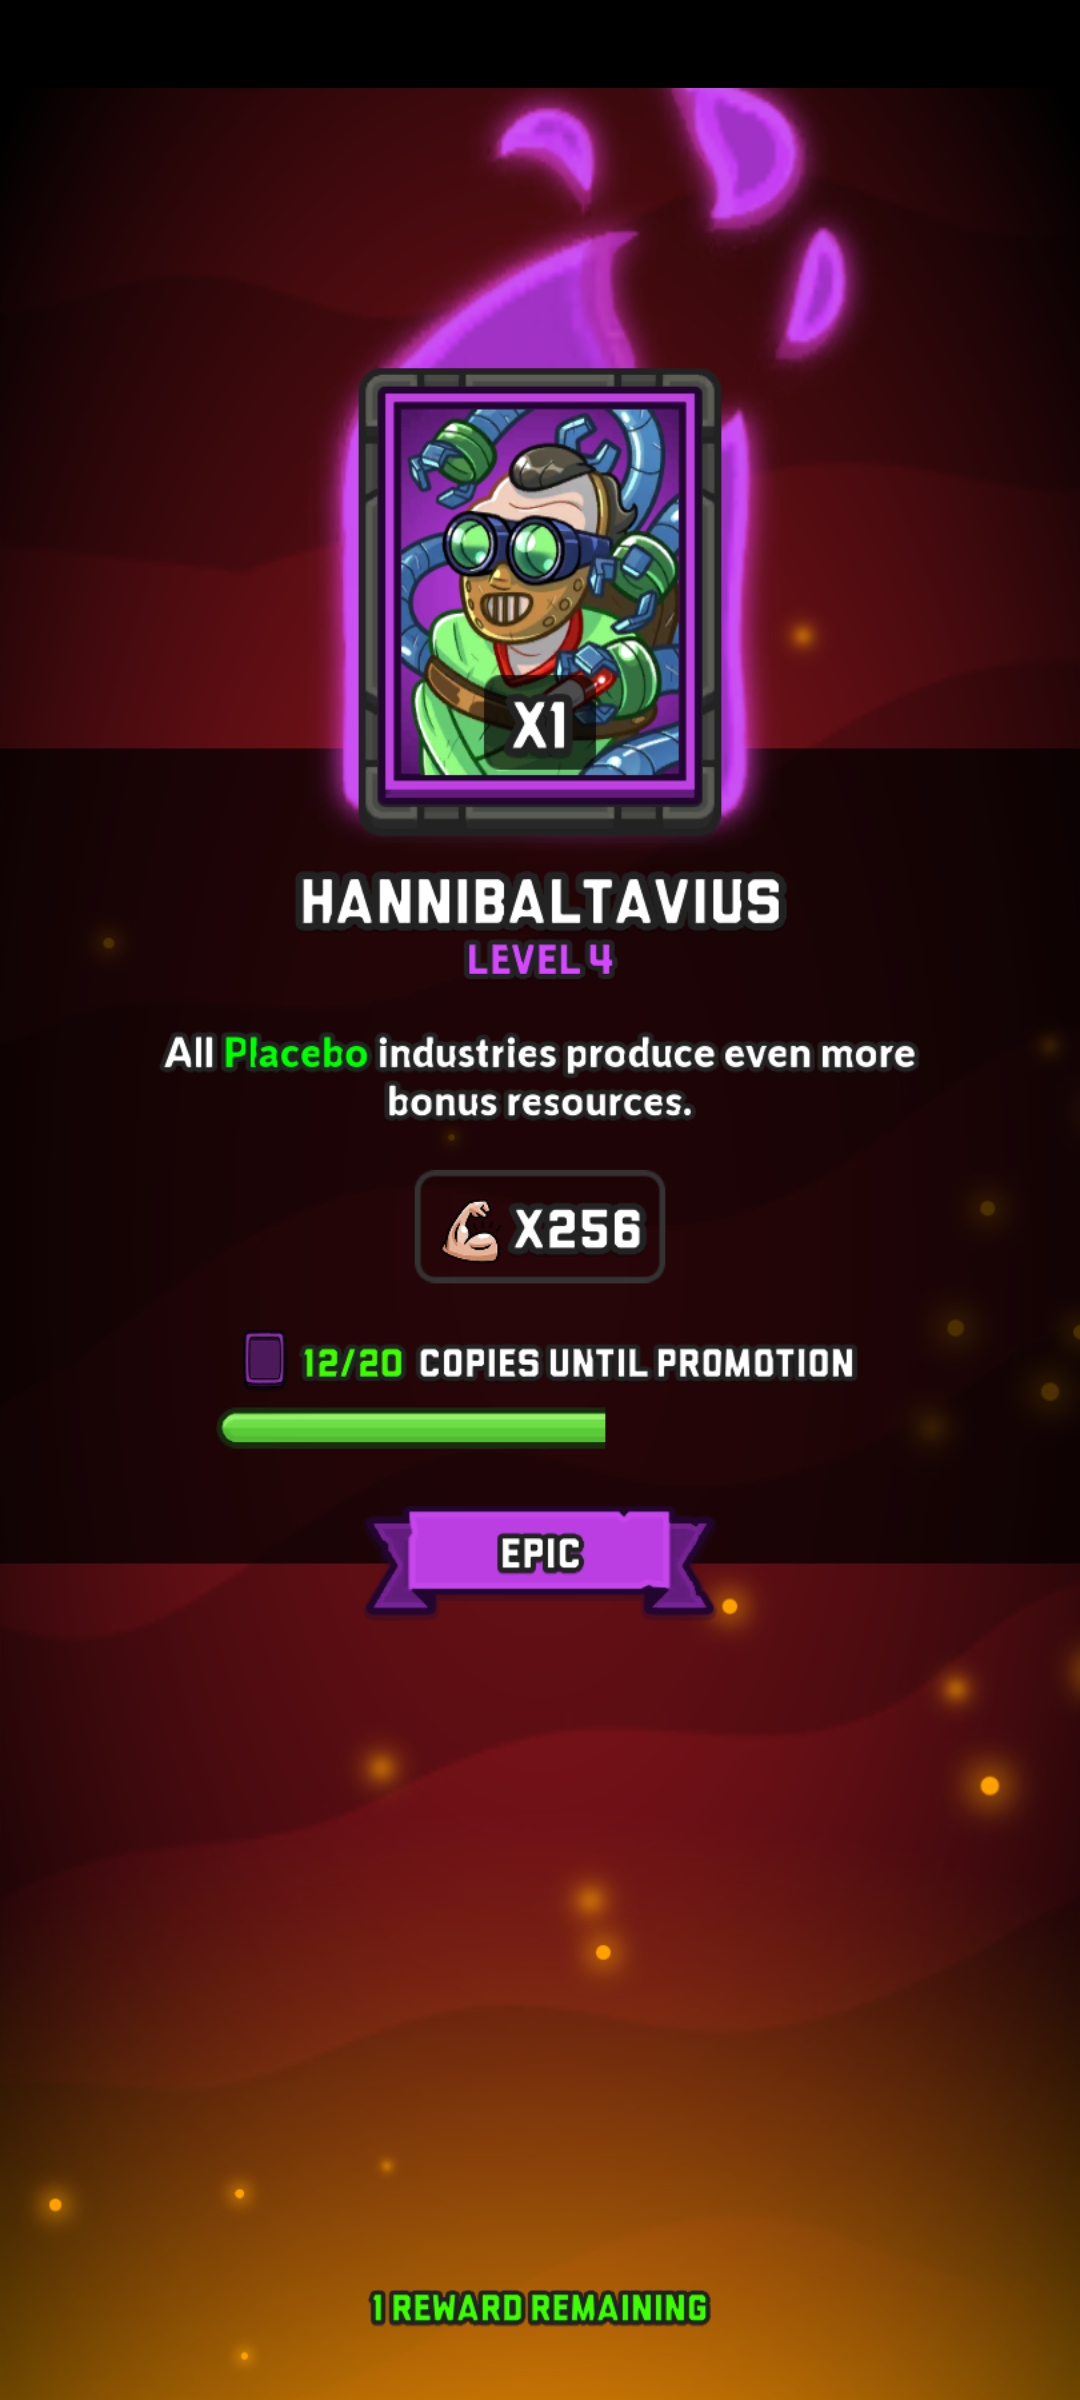 X1
HANNIBALTAVIUS
LEVEL 4
All Placebo industries produce even more
bonus resources.
X256
12/20 COPIES UNTIL PROMOTION
EPIC
1 REWARD REMAINING